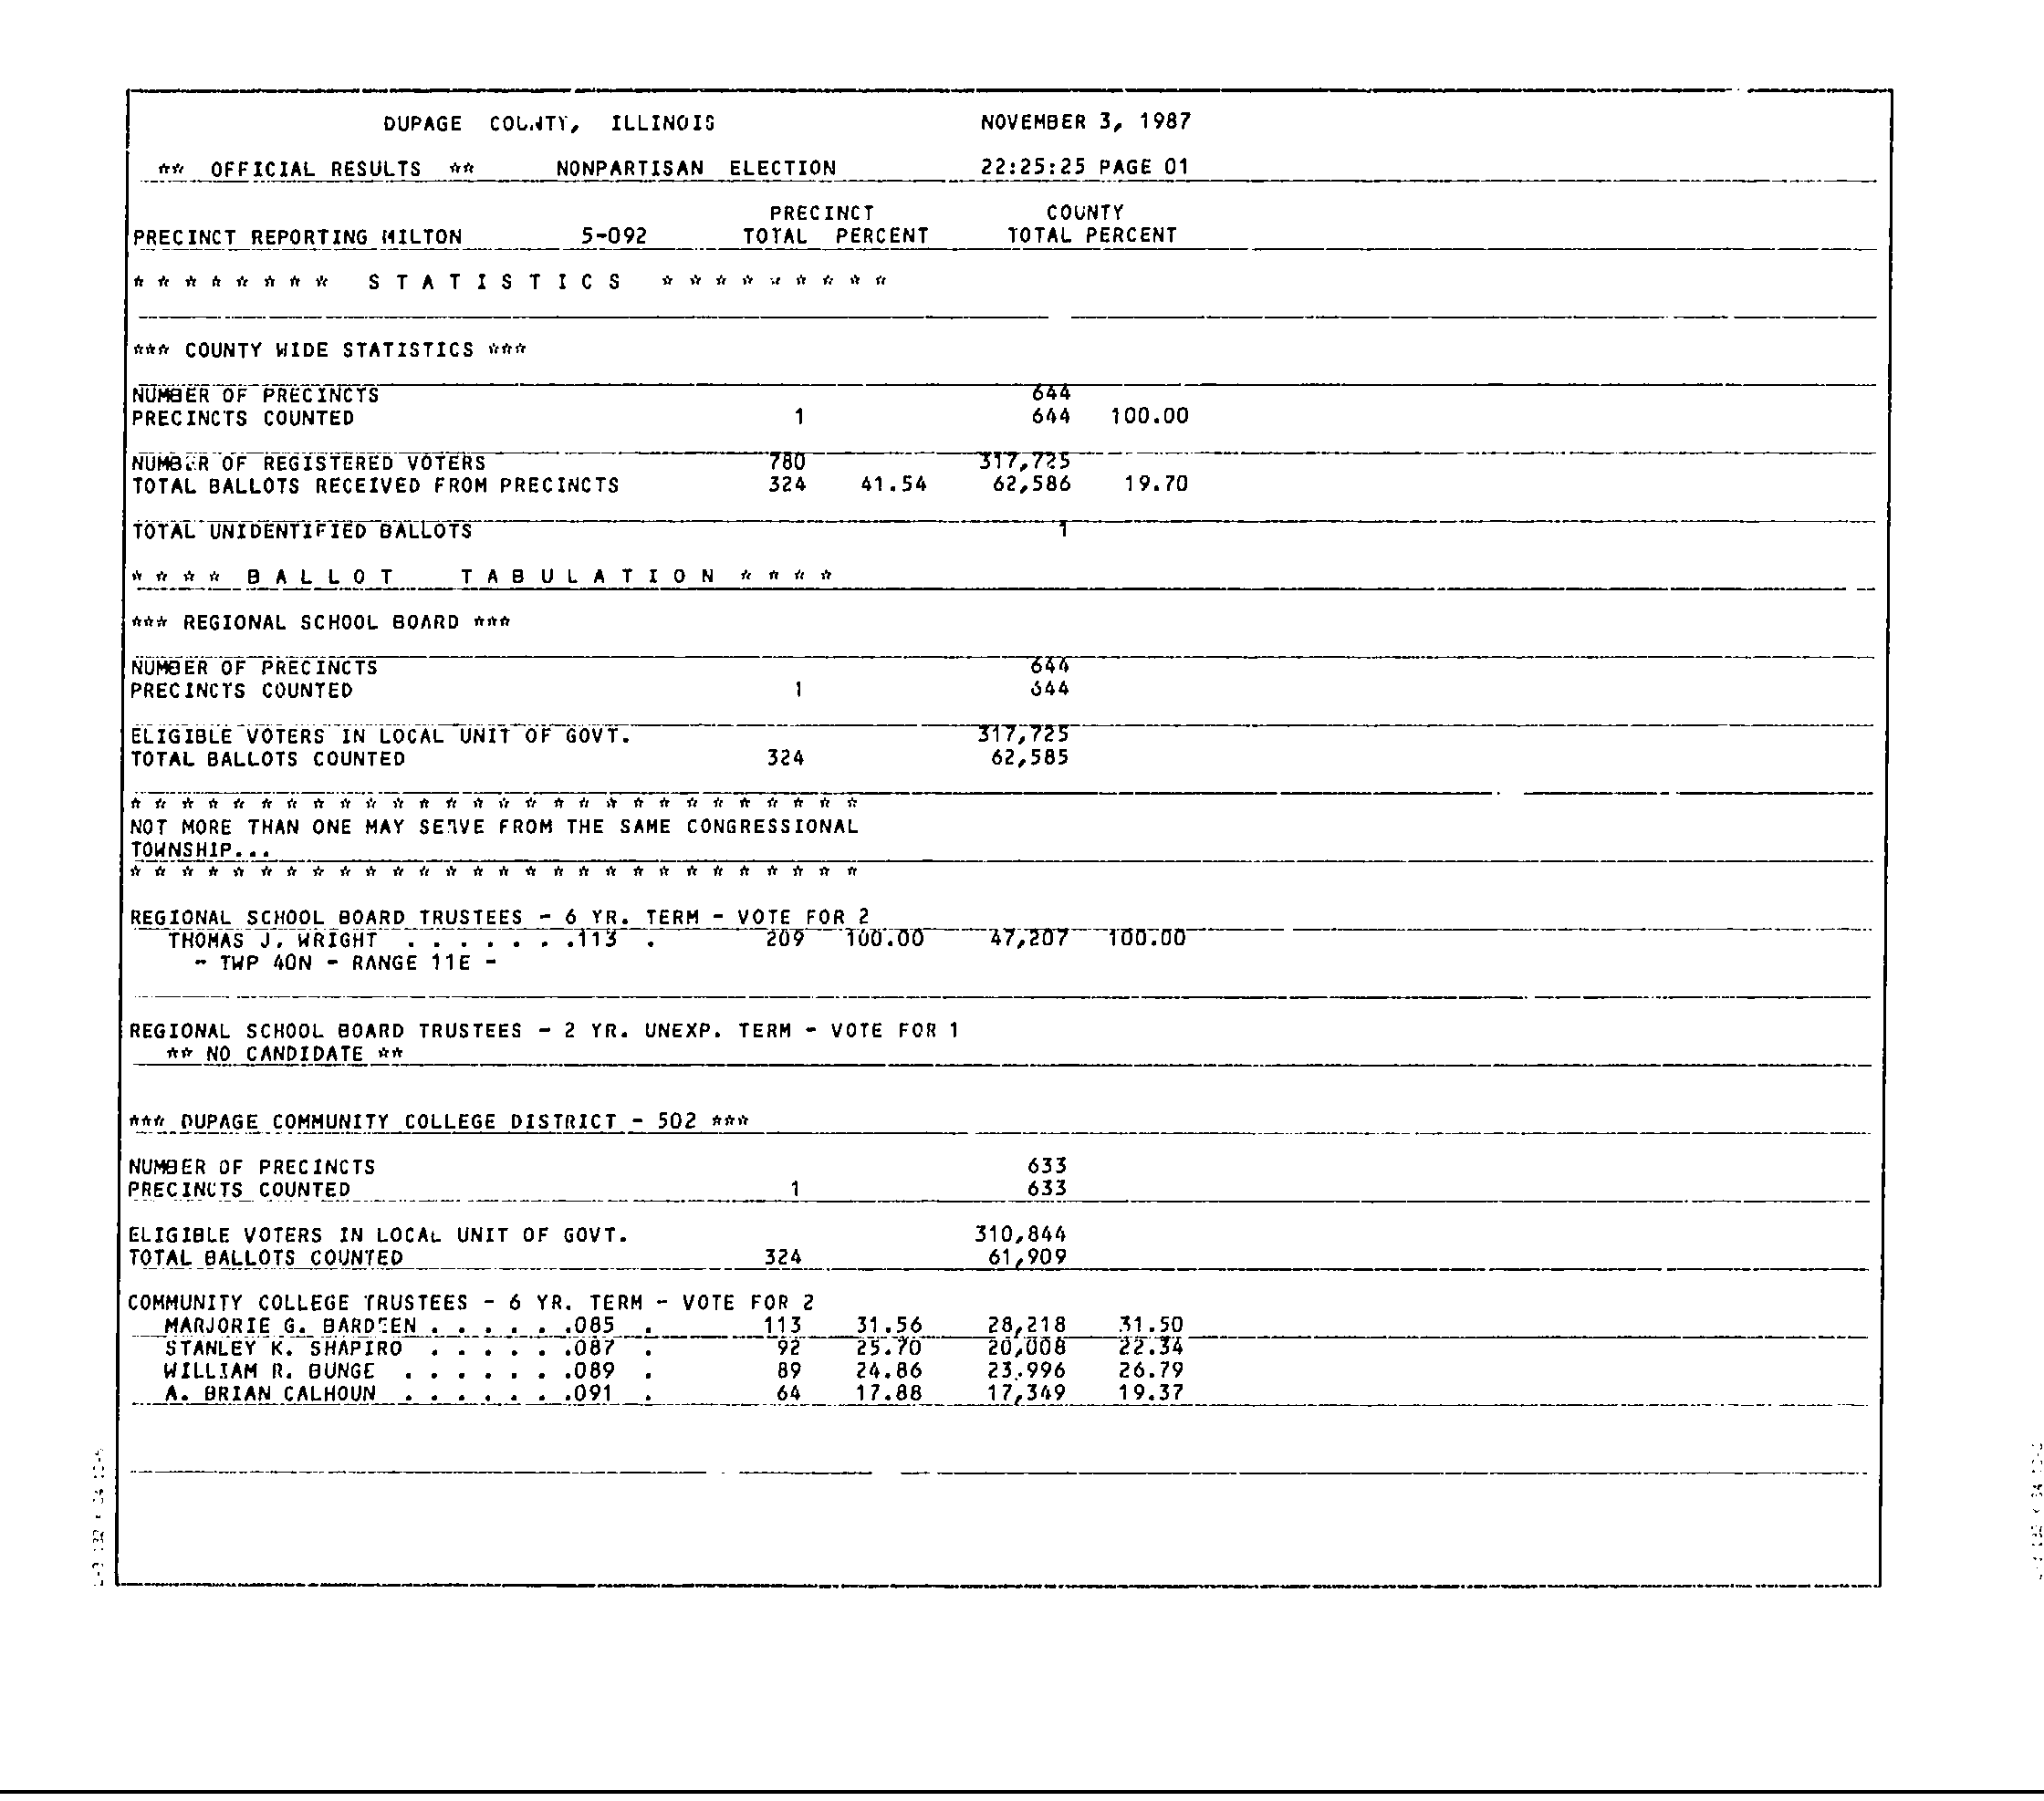 DUPAGE COUNTY, ILLINOIS NOVEMBER 3, 1987
** OFFICIAL RESULTS ** NONPARTISAN ELECTION 22:25:25 PAGE 01
PRECINCT COUNTY
PRECINCT REPORTING MILTON 5-092 TOTAL PERCENT TOTAL PERCENT
* * * * * * * * S T A T I S T I C S * * * * * * * * *
*** COUNTY WIDE STATISTICS ***
NUMBER OF PRECINCTS 644
PRECINCTS COUNTED 1 644 100.00
NUMBER OF REGISTERED VOTERS 780 317,725
TOTAL BALLOTS RECEIVED FROM PRECINCTS 324 41.54 62,586 19.70
TOTAL UNIDENTIFIED BALLOTS 1
* * * * B A L L O T T A B U L A T I O N * * * *
*** REGIONAL SCHOOL BOARD ***
NUMBER OF PRECINCTS 644
PRECINCTS COUNTED 1 644
ELIGIBLE VOTERS IN LOCAL UNIT OF GOVT. 317,725
TOTAL BALLOTS COUNTED 324 62,585
* * * * * * * * * * * * * * * * * * * * * * * * * * * *
NOT MORE THAN ONE MAY SERVE FROM THE SAME CONGRESSIONAL
TOWNSHIP...
* * * * * * * * * * * * * * * * * * * * * * * * * * * *
REGIONAL SCHOOL BOARD TRUSTEES - 6 YR. TERM - VOTE FOR 2
THOMAS J. WRIGHT . . . . . . .113 . 209 100.00 47,207 100.00
- TWP 40N - RANGE 11E -
REGIONAL SCHOOL BOARD TRUSTEES - 2 YR. UNEXP. TERM - VOTE FOR 1
** NO CANDIDATE **
*** DUPAGE COMMUNITY COLLEGE DISTRICT - 502 ***
NUMBER OF PRECINCTS 633
PRECINCTS COUNTED 1 633
ELIGIBLE VOTERS IN LOCAL UNIT OF GOVT. 310,844
TOTAL BALLOTS COUNTED 324 61,909
COMMUNITY COLLEGE TRUSTEES - 6 YR. TERM - VOTE FOR 2
MARJORIE G. BARDEEN . . . . . .085 . 113 31.56 28,218 31.50
STANLEY K. SHAPIRO . . . . . .087 . 92 25.70 20,008 22.34
WILLIAM R. BUNGE . . . . . . .089 . 89 24.86 23,996 26.79
A. BRIAN CALHOUN . . . . . . .091 . 64 17.88 17,349 19.37